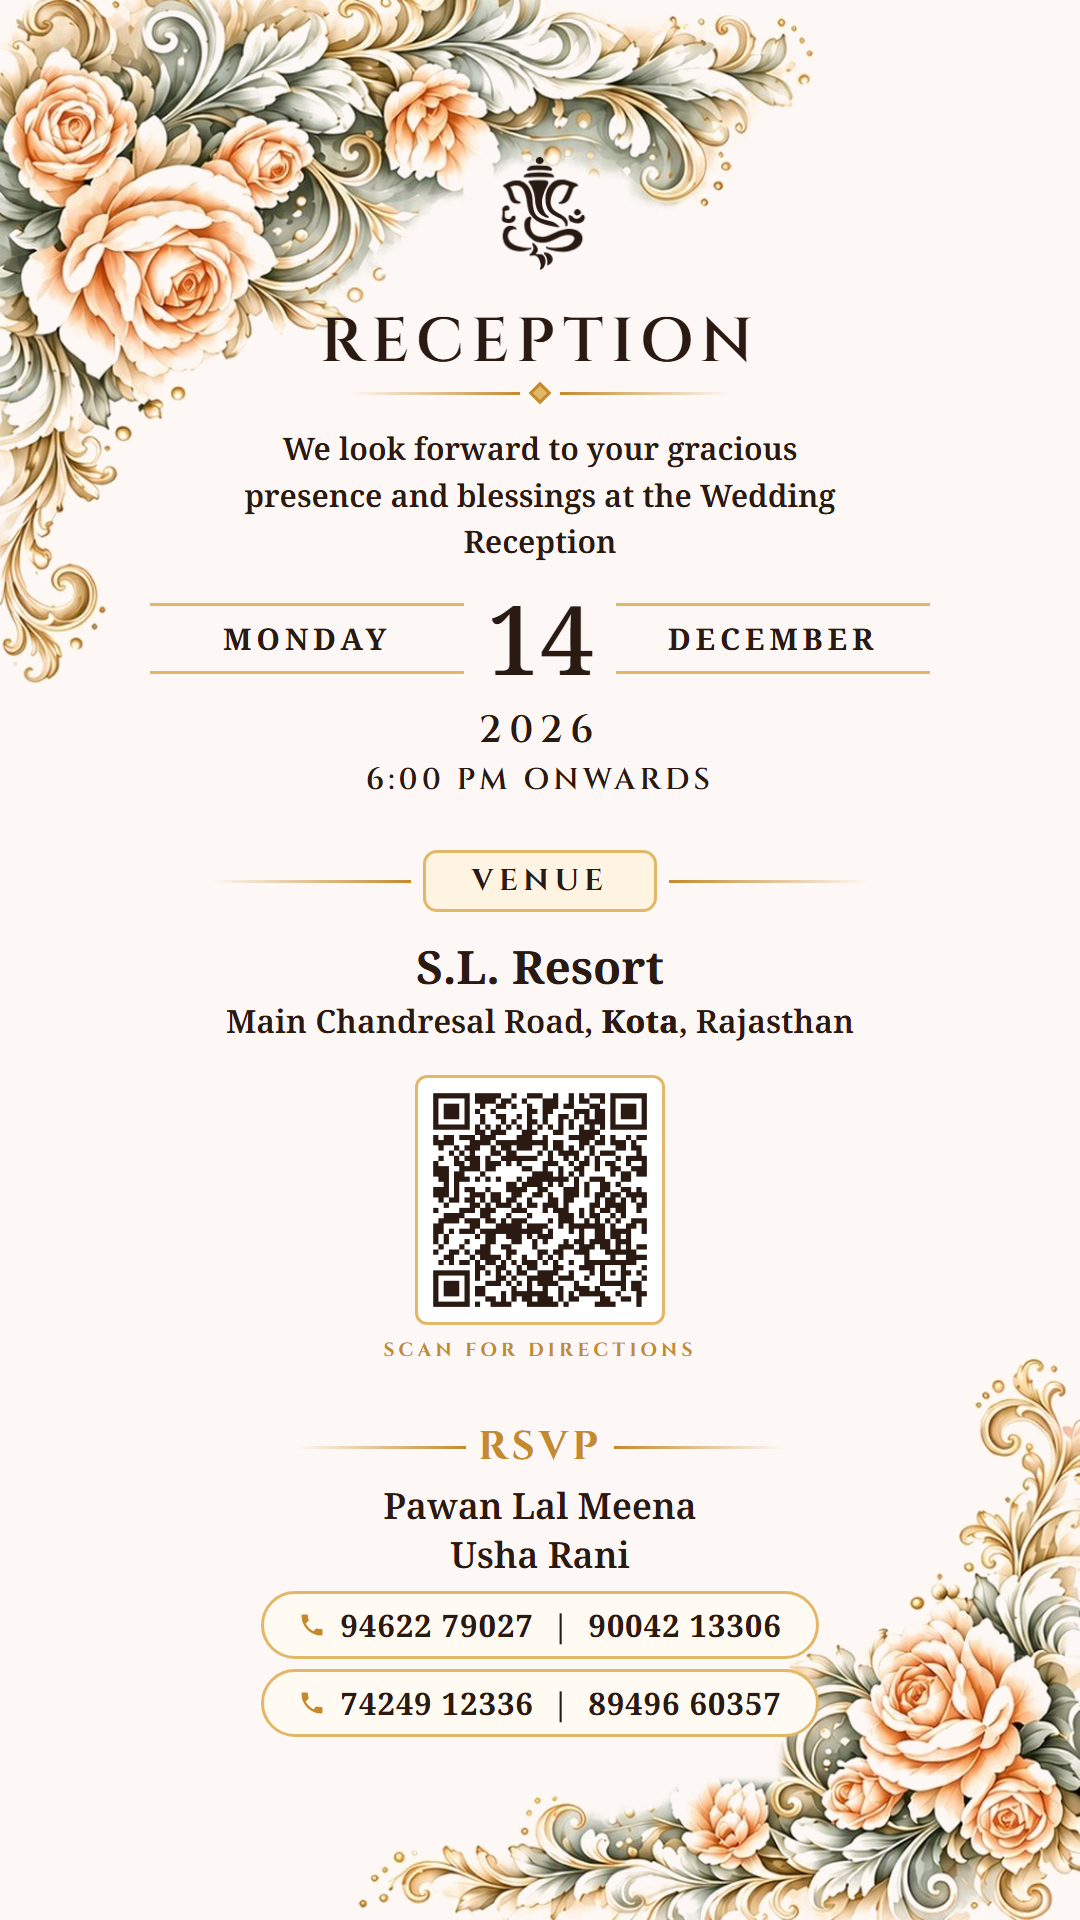 RECEPTION
We look forward to your gracious
presence and blessings at the Wedding
Reception
MONDAY 14 DECEMBER
2026
6:00 PM ONWARDS
VENUE
S.L. Resort
Main Chandresal Road, Kota, Rajasthan
SCAN FOR DIRECTIONS
RSVP
Pawan Lal Meena
Usha Rani
94622 79027 | 90042 13306
74249 12336 | 89496 60357